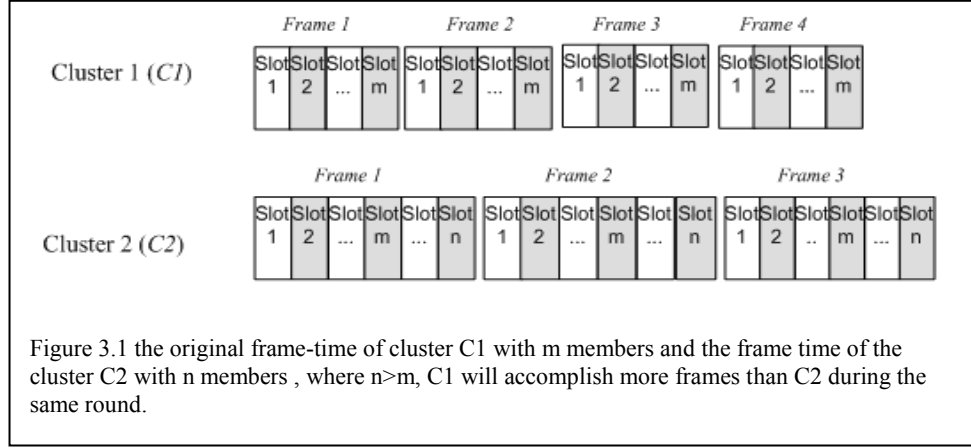 Frame 1 Frame 2 Frame 3 Frame 4
Cluster 1 (C1)
Slot Slot Slot Slot Slot Slot Slot Slot Slot Slot Slot Slot Slot Slot Slot Slot
1 2 ... m 1 2 ... m 1 2 ... m 1 2 ... m
Frame 1 Frame 2 Frame 3
Cluster 2 (C2)
Slot Slot Slot Slot Slot Slot Slot Slot Slot Slot Slot Slot Slot Slot Slot Slot Slot Slot
1 2 ... m ... n 1 2 ... m ... n 1 2 .. m ... n
Figure 3.1 the original frame-time of cluster C1 with m members and the frame time of the
cluster C2 with n members , where n>m, C1 will accomplish more frames than C2 during the
same round.